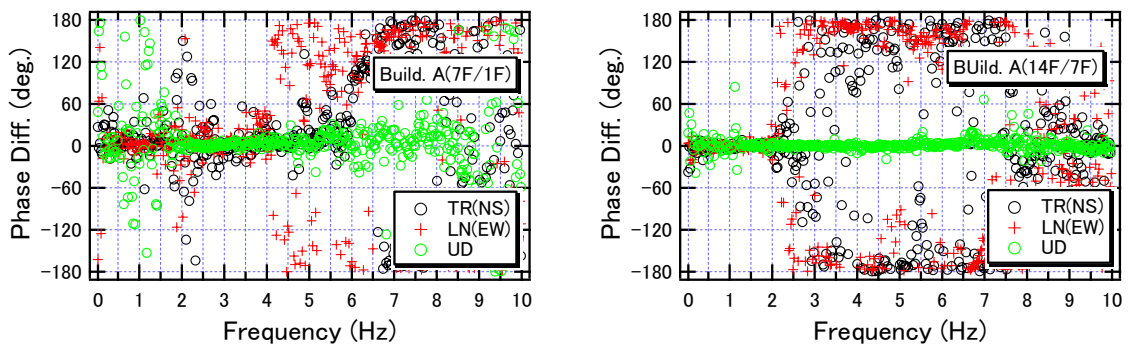 180
120
60
0
-60
-120
-180
Phase Diff. (deg.)
Build. A(7F/1F)
TR(NS)
LN(EW)
UD
0 1 2 3 4 5 6 7 8 9 10
Frequency (Hz)
180
120
60
0
-60
-120
-180
Phase Diff. (deg.)
BUild. A(14F/7F)
TR(NS)
LN(EW)
UD
0 1 2 3 4 5 6 7 8 9 10
Frequency (Hz)